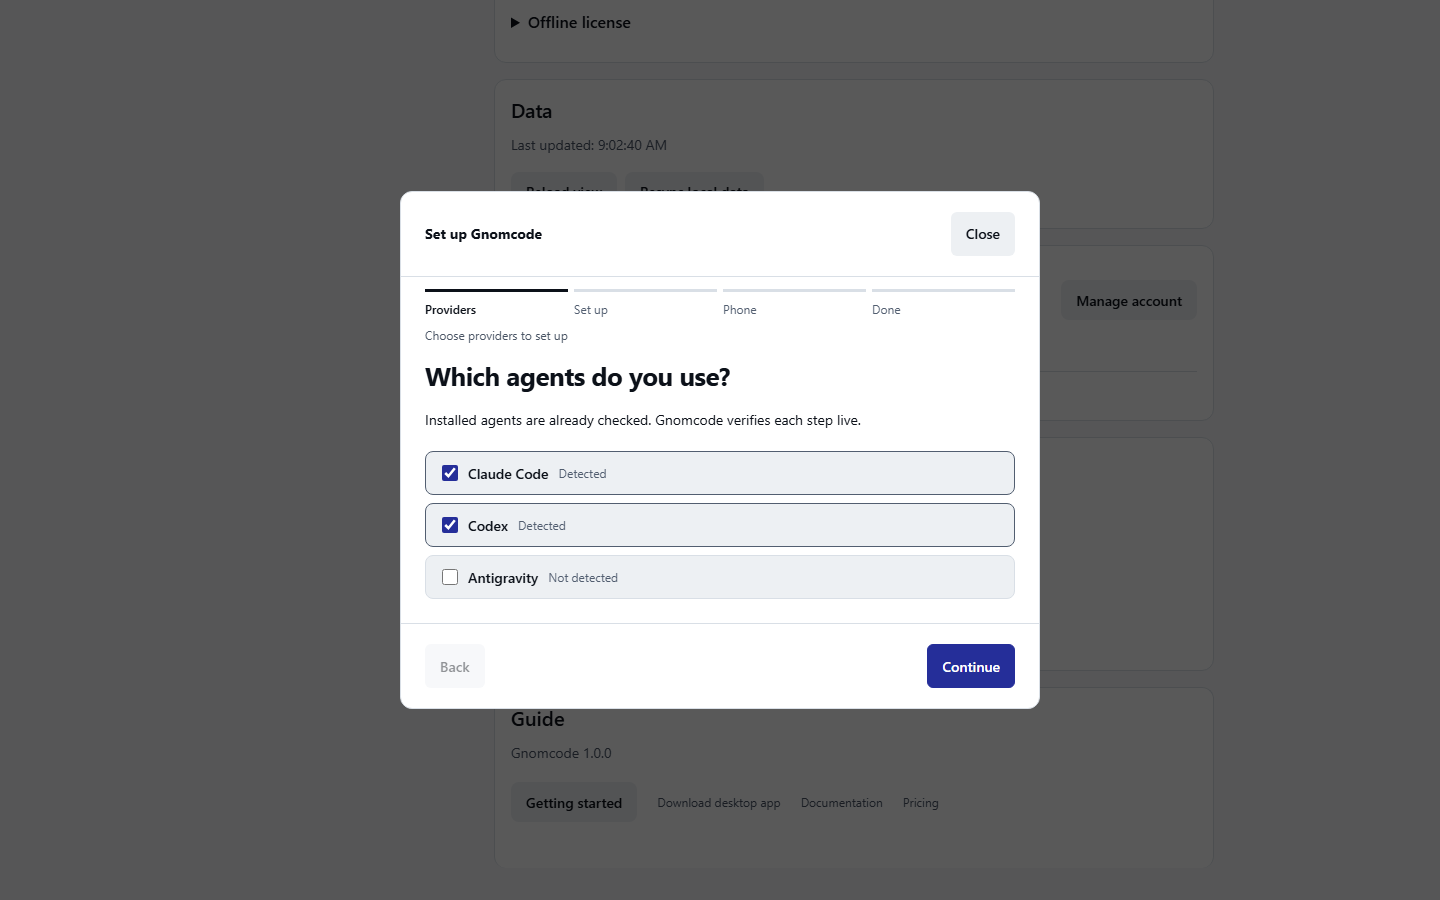 ▶ Offline license
Data
Last updated: 9:02:40 AM
Set up Gnomcode
Close
Providers
Set up
Phone
Done
Manage account
Choose providers to set up
Which agents do you use?
Installed agents are already checked. Gnomcode verifies each step live.
Claude Code Detected
Codex Detected
Antigravity Not detected
Back
Continue
Guide
Gnomcode 1.0.0
Getting started
Download desktop app
Documentation
Pricing